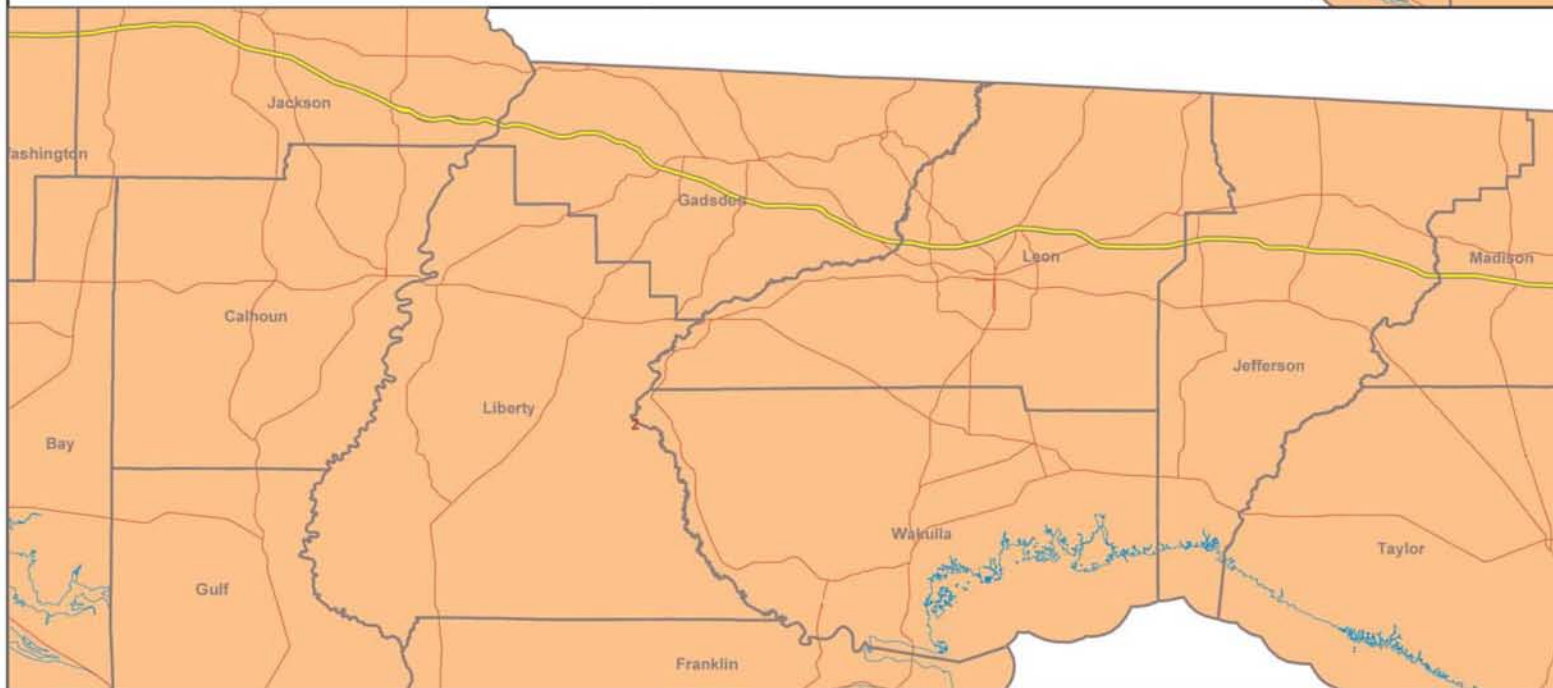 Jackson
ashington
Gadsden
Leon
Madison
Calhoun
Jefferson
Liberty
2
Bay
Wakulla
Taylor
Gulf
Franklin